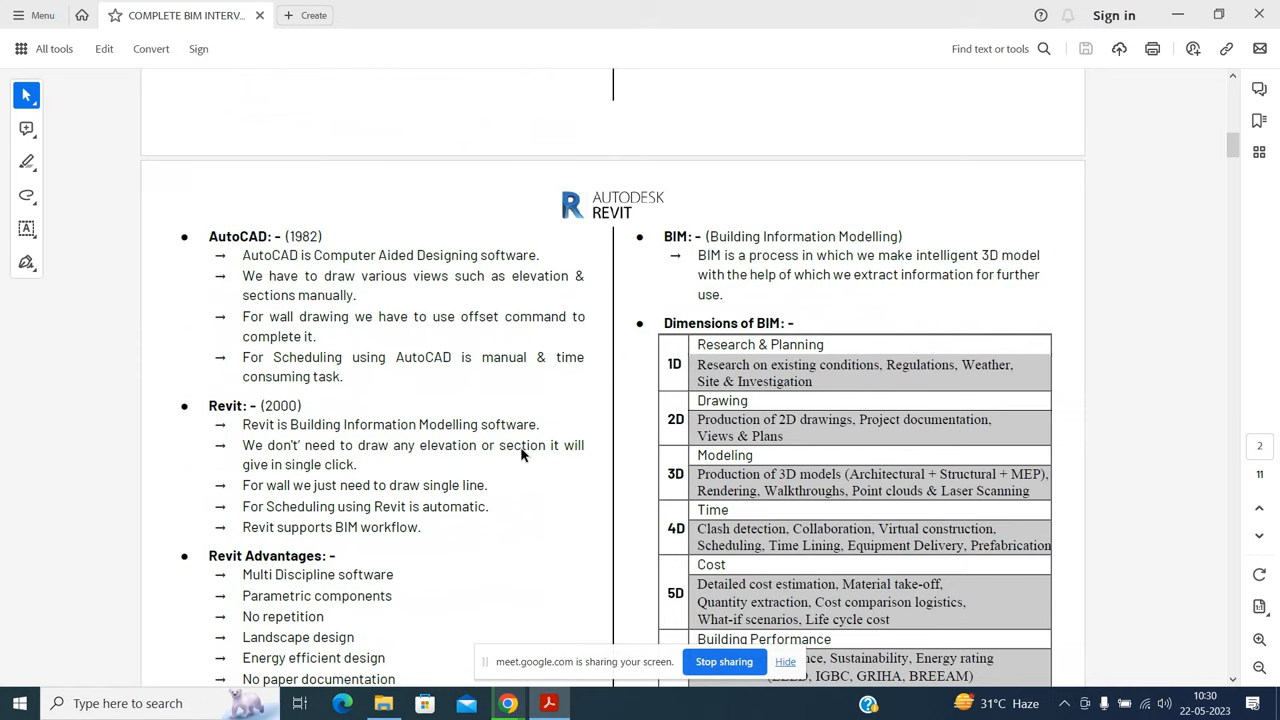 Menu
COMPLETE BIM INTERV...
Create
Sign in
All tools
Edit
Convert
Sign
Find text or tools
AUTODESK
REVIT
AutoCAD: - (1982)
→ AutoCAD is Computer Aided Designing software.
→ We have to draw various views such as elevation &
sections manually.
→ For wall drawing we have to use offset command to
complete it.
→ For Scheduling using AutoCAD is manual & time
consuming task.
Revit: - (2000)
→ Revit is Building Information Modelling software.
→ We don't' need to draw any elevation or section it will
give in single click.
→ For wall we just need to draw single line.
→ For Scheduling using Revit is automatic.
→ Revit supports BIM workflow.
Revit Advantages: -
→ Multi Discipline software
→ Parametric components
→ No repetition
→ Landscape design
→ Energy efficient design
→ No paper documentation
BIM: - (Building Information Modelling)
→ BIM is a process in which we make intelligent 3D model
with the help of which we extract information for further
use.
Dimensions of BIM: -
1D
Research & Planning
Research on existing conditions, Regulations, Weather,
Site & Investigation
2D
Drawing
Production of 2D drawings, Project documentation,
Views & Plans
3D
Modeling
Production of 3D models (Architectural + Structural + MEP),
Rendering, Walkthroughs, Point clouds & Laser Scanning
4D
Time
Clash detection, Collaboration, Virtual construction,
Scheduling, Time Lining, Equipment Delivery, Prefabrication
5D
Cost
Detailed cost estimation, Material take-off,
Quantity extraction, Cost comparison logistics,
What-if scenarios, Life cycle cost
Building Performance
Sustainability, Energy rating
IGBC, GRIHA, BREEAM)
2
11
meet.google.com is sharing your screen.
Stop sharing
Hide
Type here to search
31°C Haze
ENG
10:30
22-05-2023